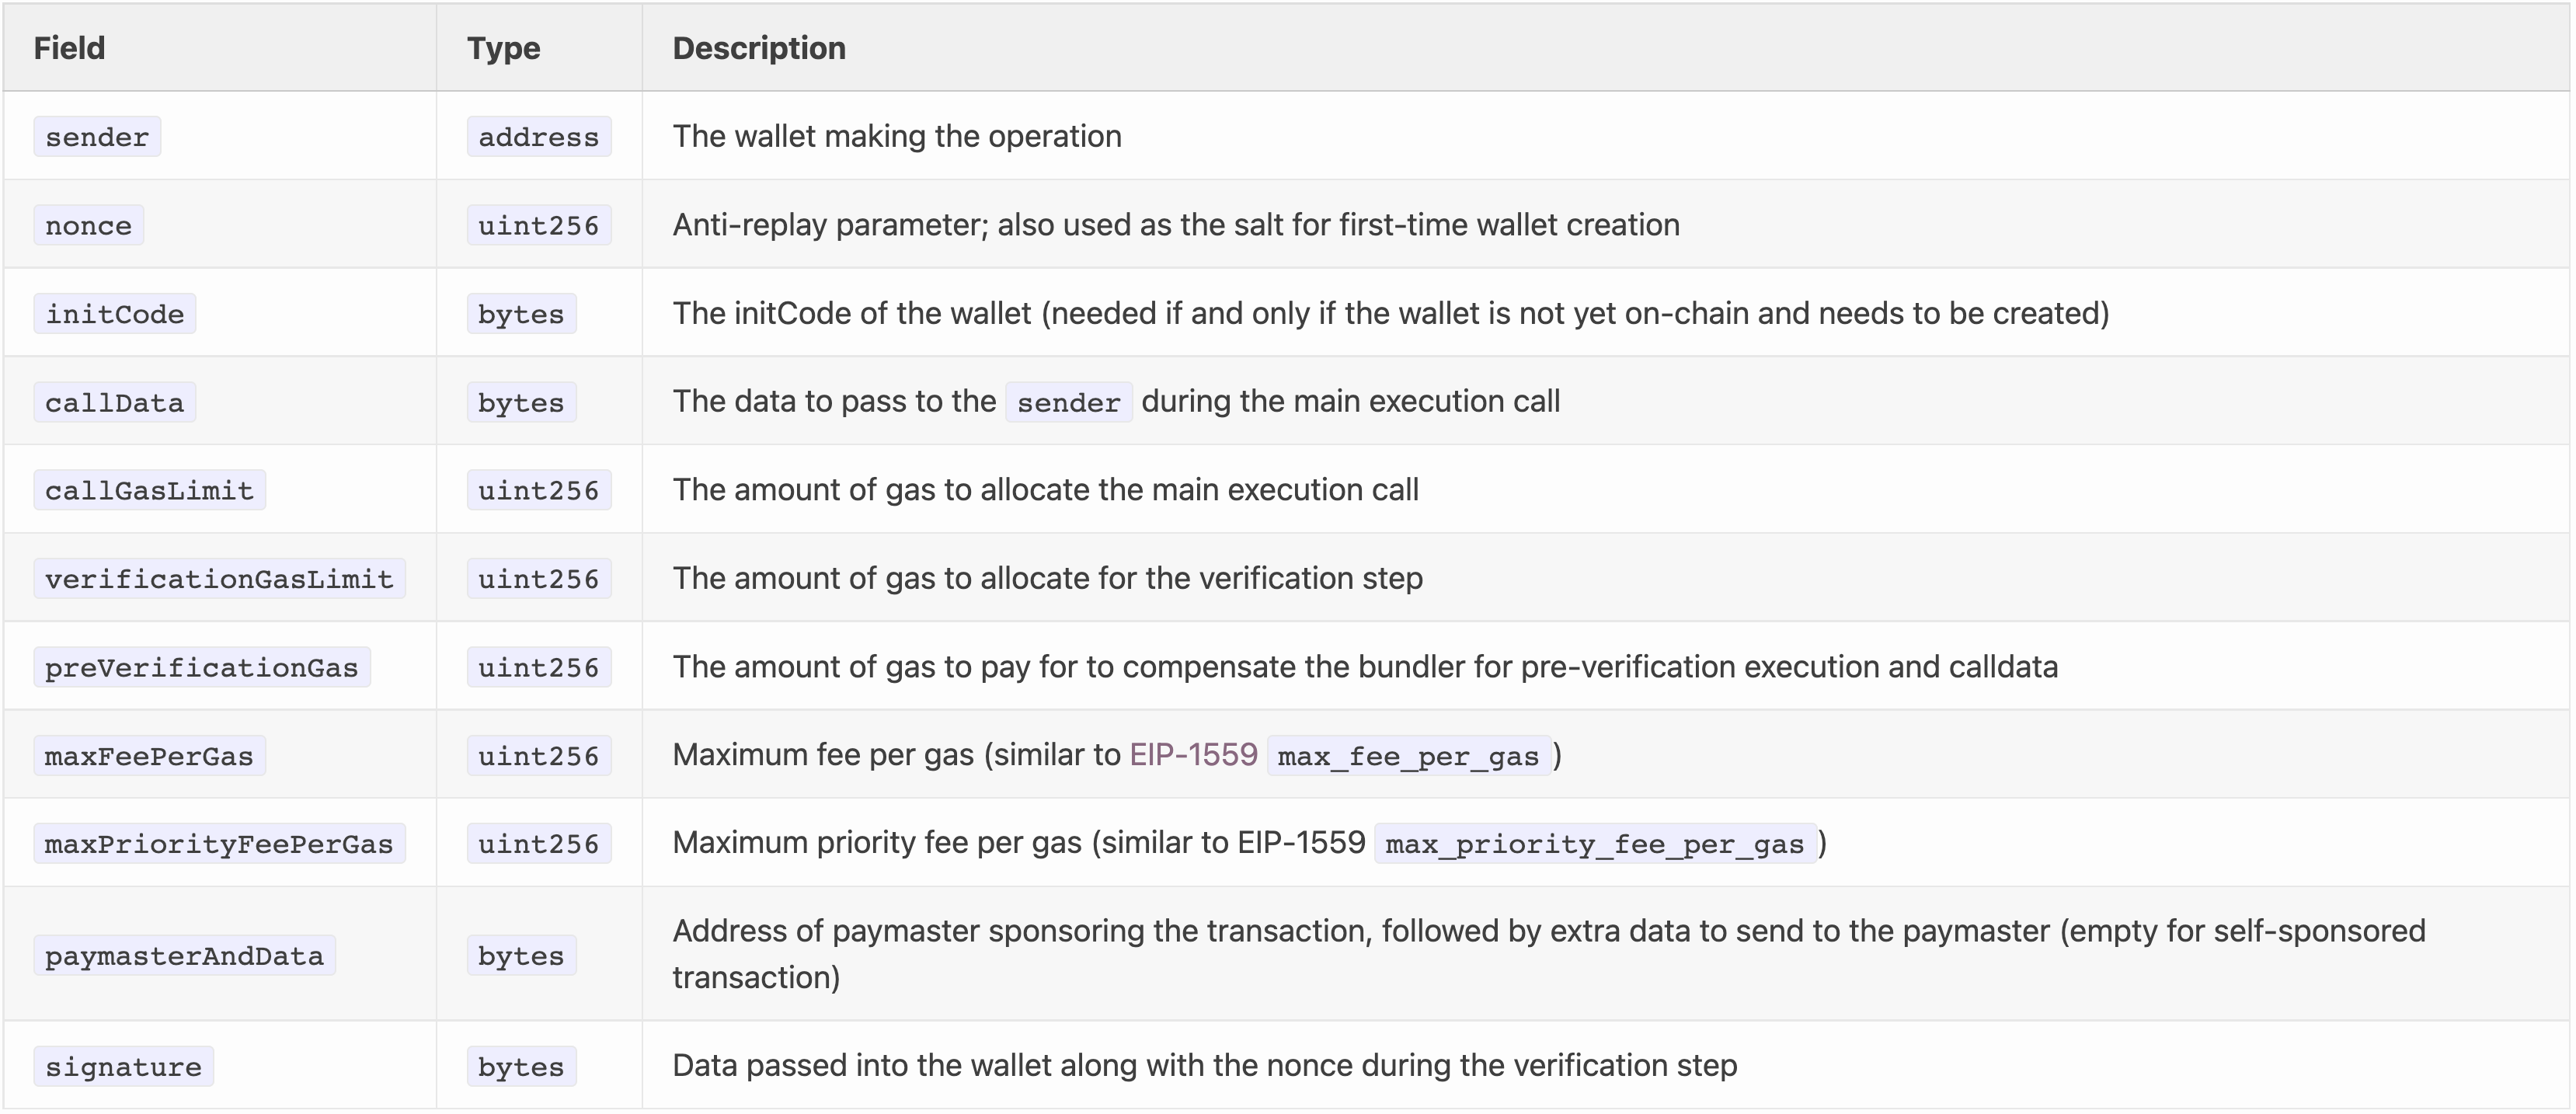 Field Type Description
sender address The wallet making the operation
nonce uint256 Anti-replay parameter; also used as the salt for first-time wallet creation
initCode bytes The initCode of the wallet (needed if and only if the wallet is not yet on-chain and needs to be created)
callData bytes The data to pass to the sender during the main execution call
callGasLimit uint256 The amount of gas to allocate the main execution call
verificationGasLimit uint256 The amount of gas to allocate for the verification step
preVerificationGas uint256 The amount of gas to pay for to compensate the bundler for pre-verification execution and calldata
maxFeePerGas uint256 Maximum fee per gas (similar to EIP-1559 max_fee_per_gas)
maxPriorityFeePerGas uint256 Maximum priority fee per gas (similar to EIP-1559 max_priority_fee_per_gas)
paymasterAndData bytes Address of paymaster sponsoring the transaction, followed by extra data to send to the paymaster (empty for self-sponsored
transaction)
signature bytes Data passed into the wallet along with the nonce during the verification step